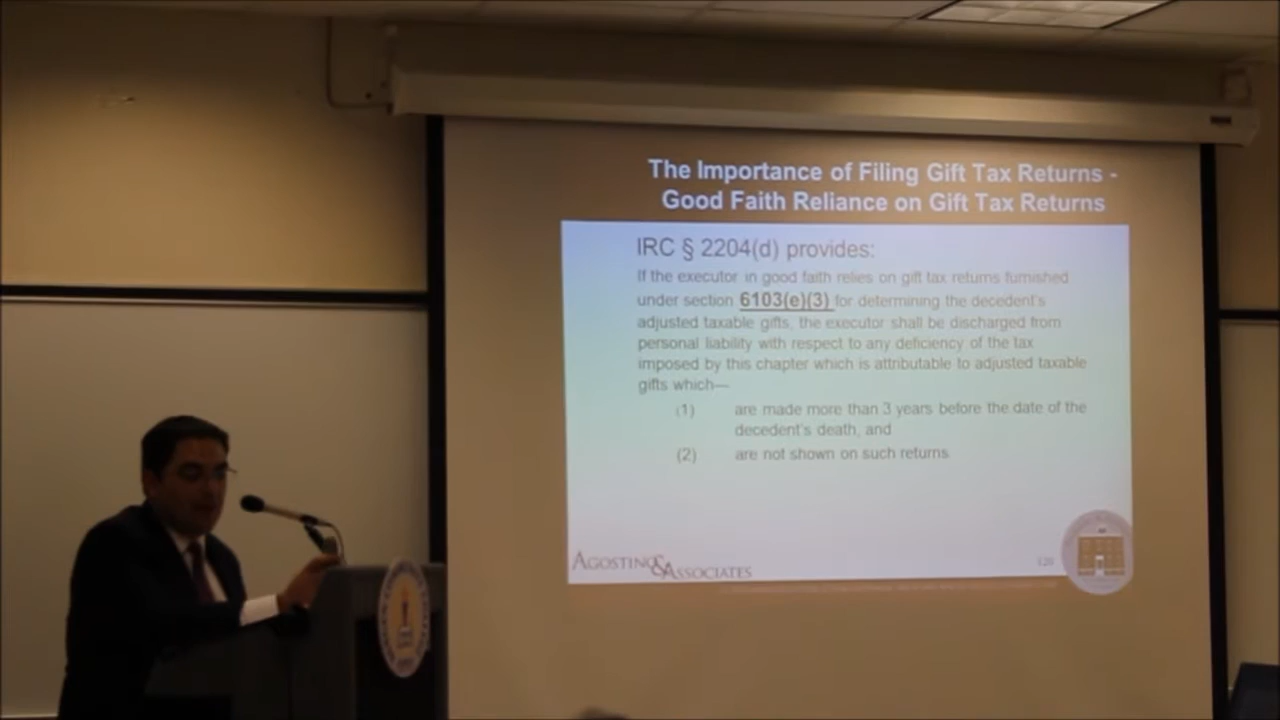 The Importance of Filing Gift Tax Returns -
Good Faith Reliance on Gift Tax Returns
IRC § 2204(d) provides:
If the executor in good faith relies on gift tax returns furnished
under section 6103(e)(3) for determining the decedent's
adjusted taxable gifts, the executor shall be discharged from
personal liability with respect to any deficiency of the tax
imposed by this chapter which is attributable to adjusted taxable
gifts which—
(1) are made more than 3 years before the date of the
decedent's death, and
(2) are not shown on such returns.
AGOSTINO & ASSOCIATES
120